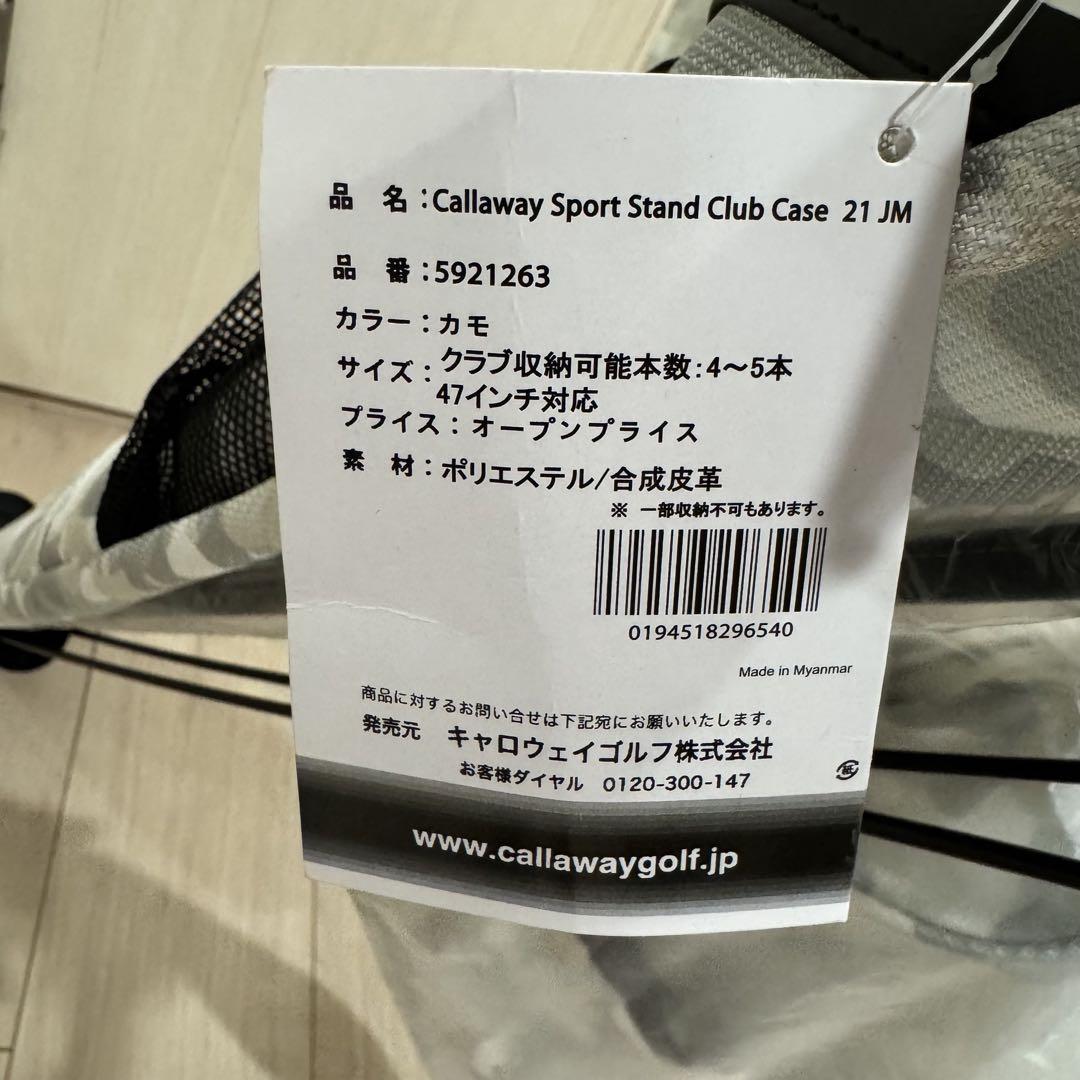 品 名：Callaway Sport Stand Club Case 21 JM
品 番：5921263
カラー：カモ
サイズ：クラブ収納可能本数：4～5本
47インチ対応
プライス：オープンプライス
素 材：ポリエステル/合成皮革
※ 一部収納不可もあります。
0194518296540
Made in Myanmar
商品に対するお問い合せは下記宛にお願いいたします。
発売元 キャロウェイゴルフ株式会社
お客様ダイヤル 0120-300-147
紙
www.callawaygolf.jp